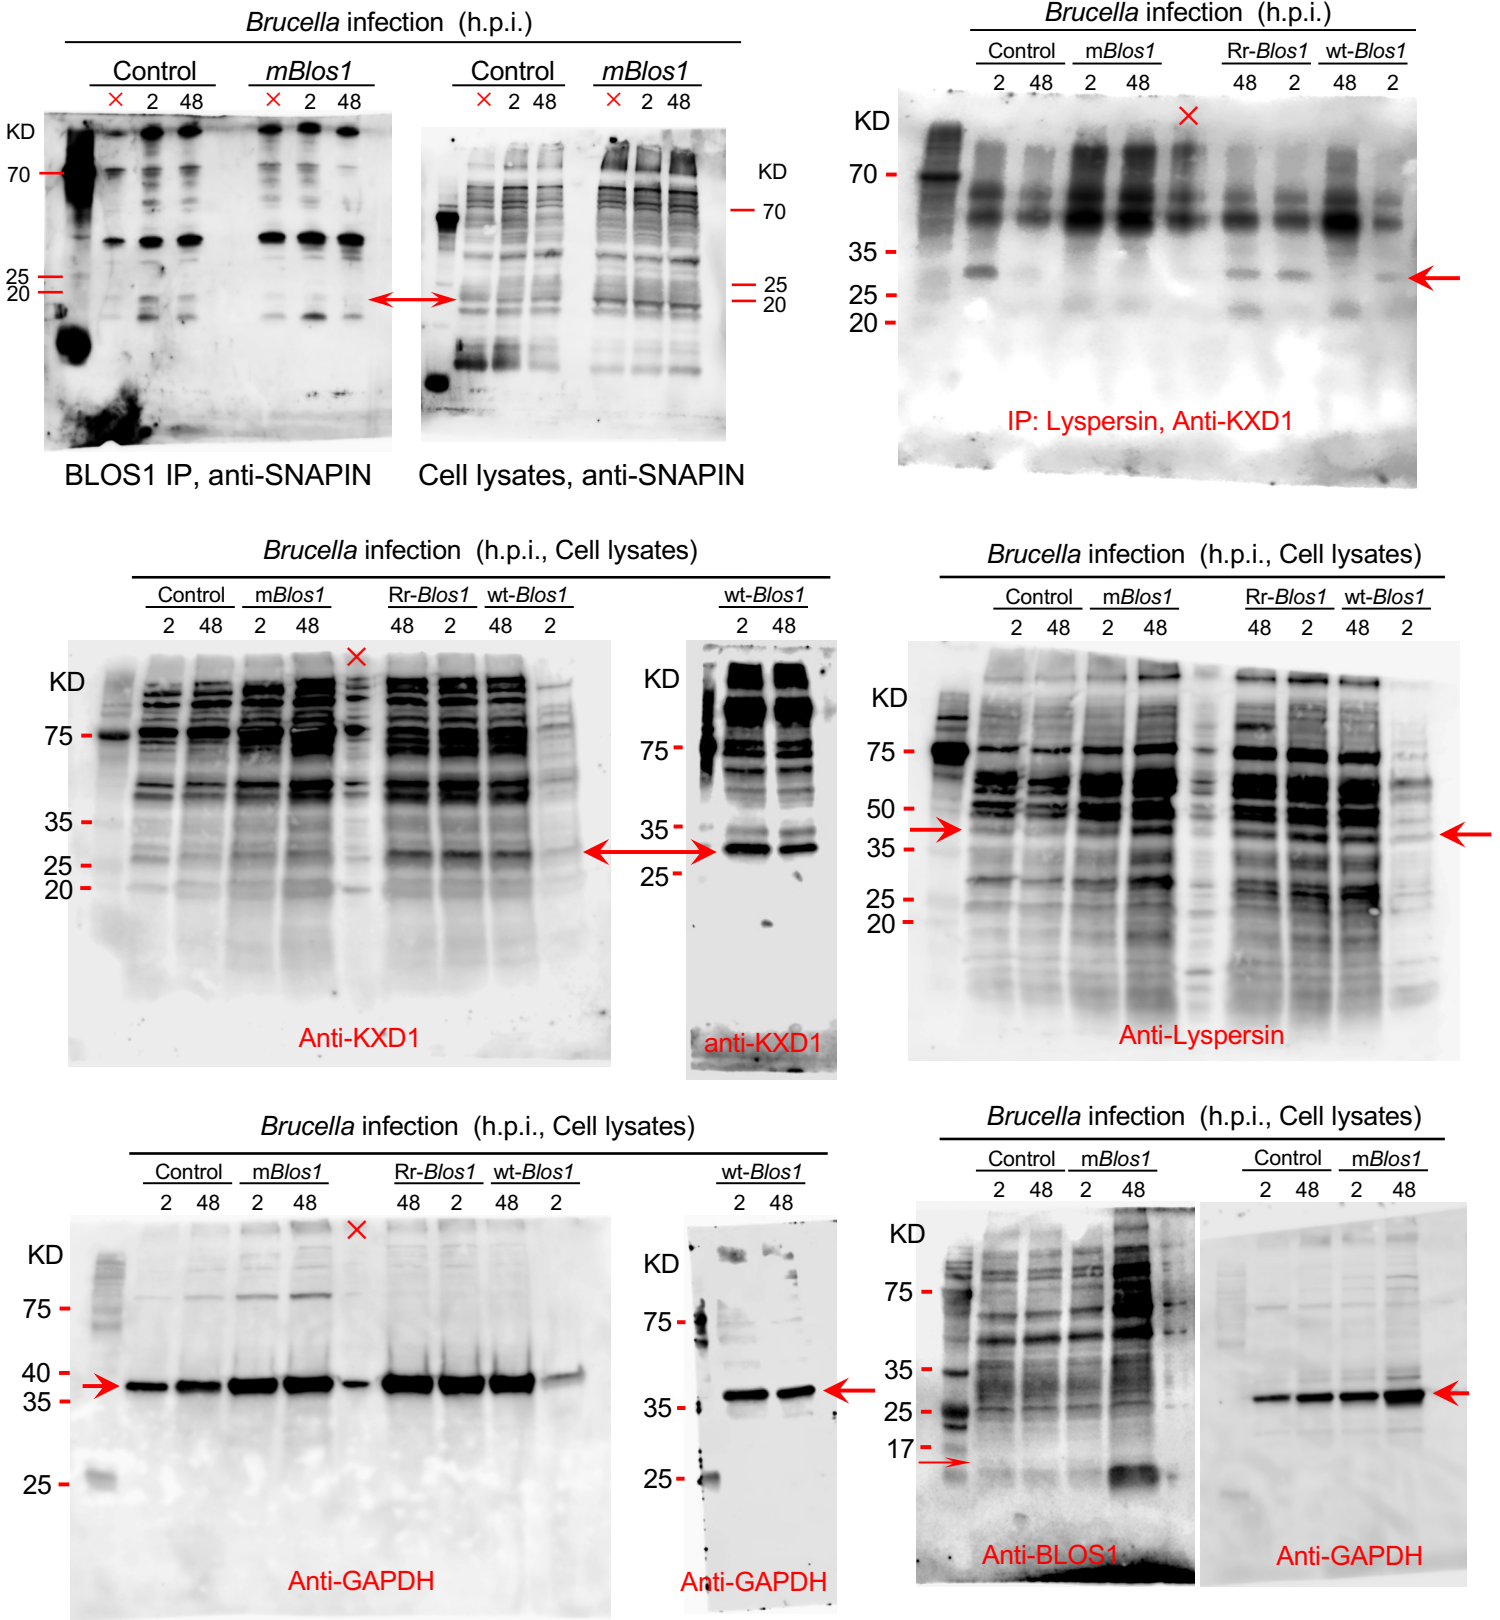 Brucella infection (h.p.i.)
Control mBlos1 Control mBlos1
× 2 48 × 2 48 × 2 48 × 2 48
KD
70
25
20
KD
70
25
20
BLOS1 IP, anti-SNAPIN
Cell lysates, anti-SNAPIN
Brucella infection (h.p.i.)
Control mBlos1 Rr-Blos1 wt-Blos1
2 48 2 48 48 2 48 2
×
KD
70
35
25
20
IP: Lyspersin, Anti-KXD1
Brucella infection (h.p.i., Cell lysates)
Control mBlos1 Rr-Blos1 wt-Blos1 wt-Blos1
2 48 2 48 48 2 48 2 2 48
×
KD
75
35
25
20
Anti-KXD1
KD
75
35
25
anti-KXD1
Brucella infection (h.p.i., Cell lysates)
Control mBlos1 Rr-Blos1 wt-Blos1
2 48 2 48 48 2 48 2
KD
75
50
35
25
20
Anti-Lyspersin
Brucella infection (h.p.i., Cell lysates)
Control mBlos1 Rr-Blos1 wt-Blos1 wt-Blos1
2 48 2 48 48 2 48 2 2 48
×
KD
75
40
35
25
Anti-GAPDH
KD
75
35
25
Anti-GAPDH
Brucella infection (h.p.i., Cell lysates)
Control mBlos1 Control mBlos1
2 48 2 48 2 48 2 48
KD
75
35
25
17
Anti-BLOS1
Anti-GAPDH